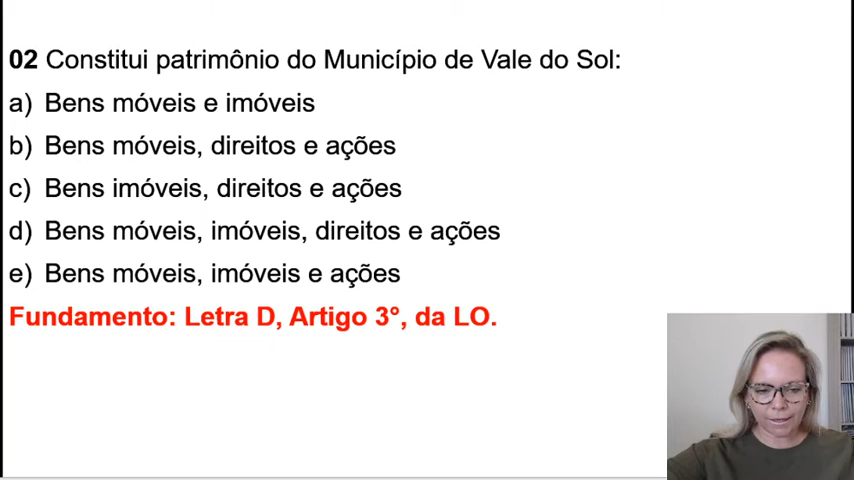 02 Constitui patrimônio do Município de Vale do Sol:
a) Bens móveis e imóveis
b) Bens móveis, direitos e ações
c) Bens imóveis, direitos e ações
d) Bens móveis, imóveis, direitos e ações
e) Bens móveis, imóveis e ações
Fundamento: Letra D, Artigo 3°, da LO.